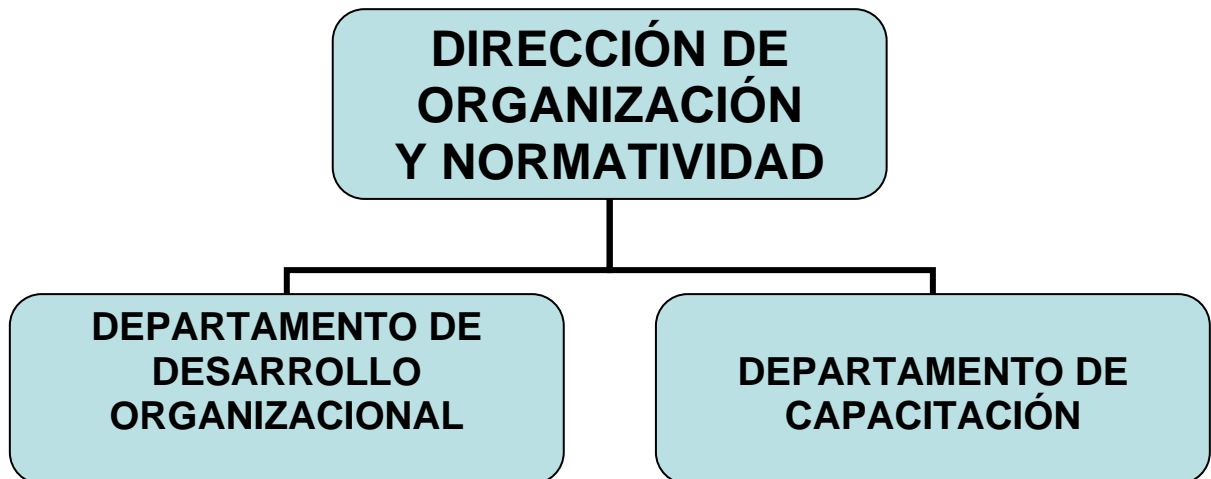 DIRECCIÓN DE
ORGANIZACIÓN
Y NORMATIVIDAD
DEPARTAMENTO DE
DESARROLLO
ORGANIZACIONAL
DEPARTAMENTO DE
CAPACITACIÓN